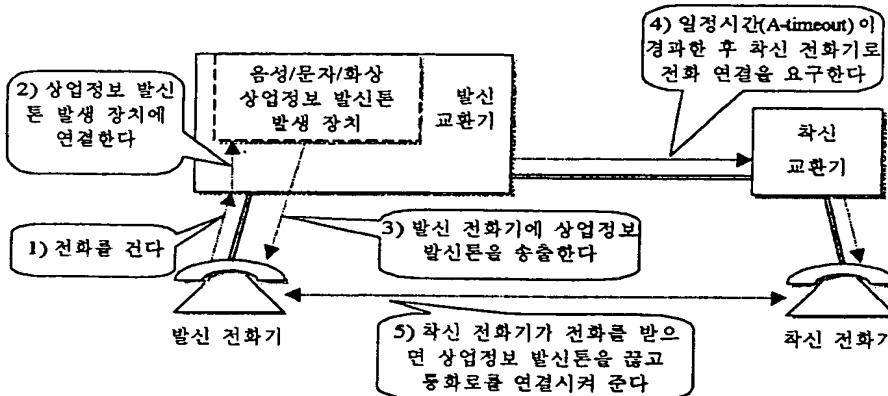 4) 일정시간(A-timeout)이
경과한 후 착신 전화기로
전화 연결을 요구한다
2) 상업정보 발신
톤 발생 장치에
연결한다
음성/문자/화상
상업정보 발신톤
발생 장치
발신
교환기
착신
교환기
1) 전화를 건다
3) 발신 전화기에 상업정보
발신톤을 송출한다
발신 전화기
착신 전화기
5) 착신 전화기가 전화를 받으
면 상업정보 발신톤을 끊고
통화로를 연결시켜 준다